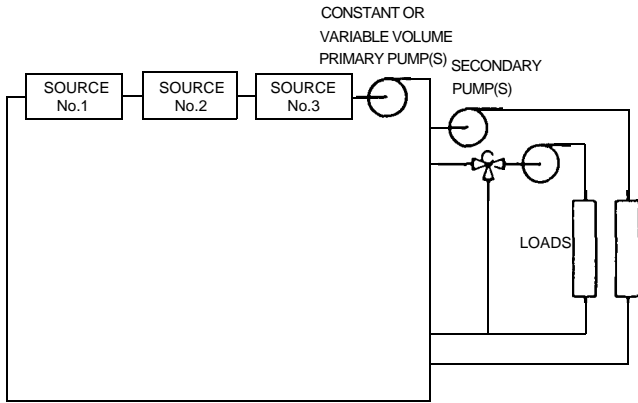 CONSTANT OR
VARIABLE VOLUME
PRIMARY PUMP(S)
SECONDARY
PUMP(S)
SOURCE
No.1
SOURCE
No.2
SOURCE
No.3
LOADS